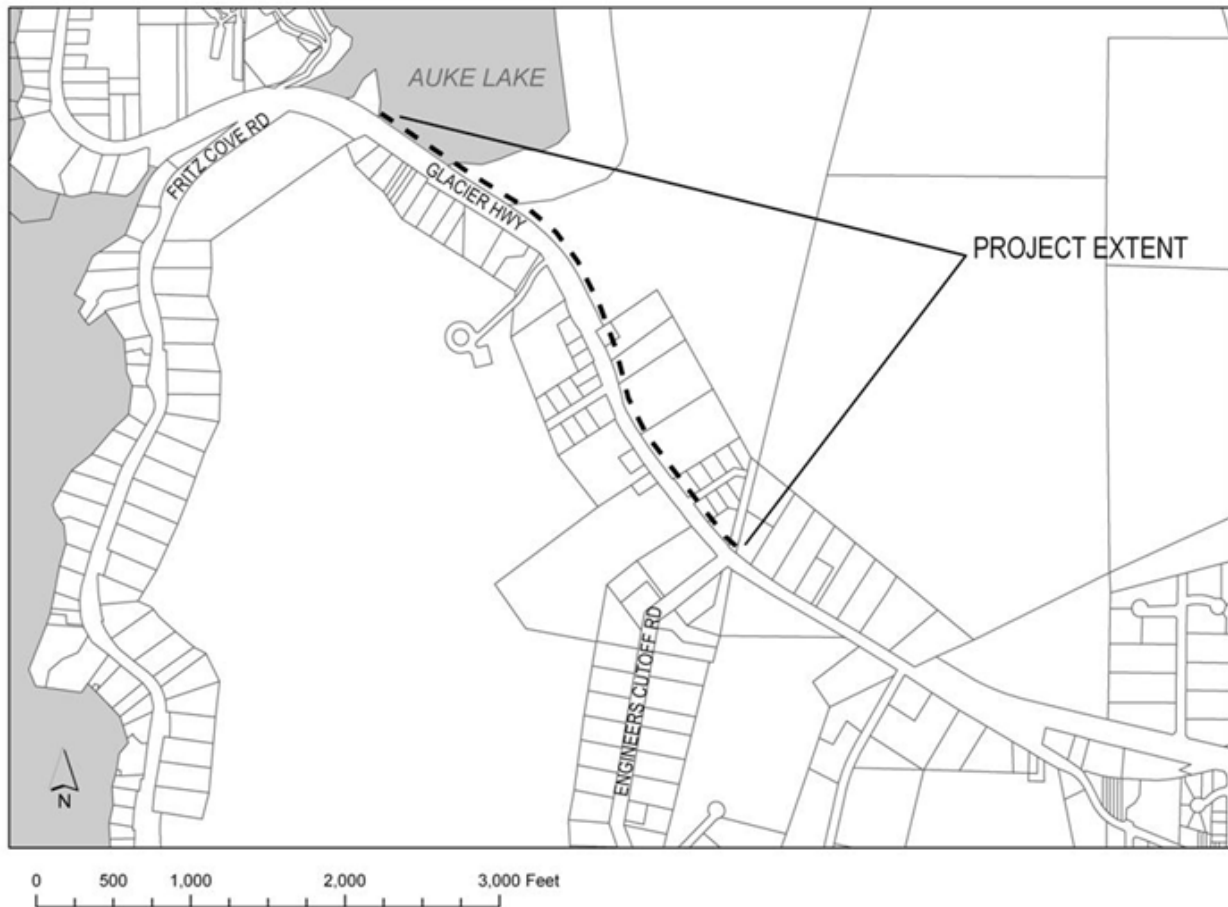 AUKE LAKE
FRITZ COVE RD
GLACIER HWY
PROJECT EXTENT
ENGINEERS CUTOFF RD
N
0 500 1,000 2,000 3,000 Feet